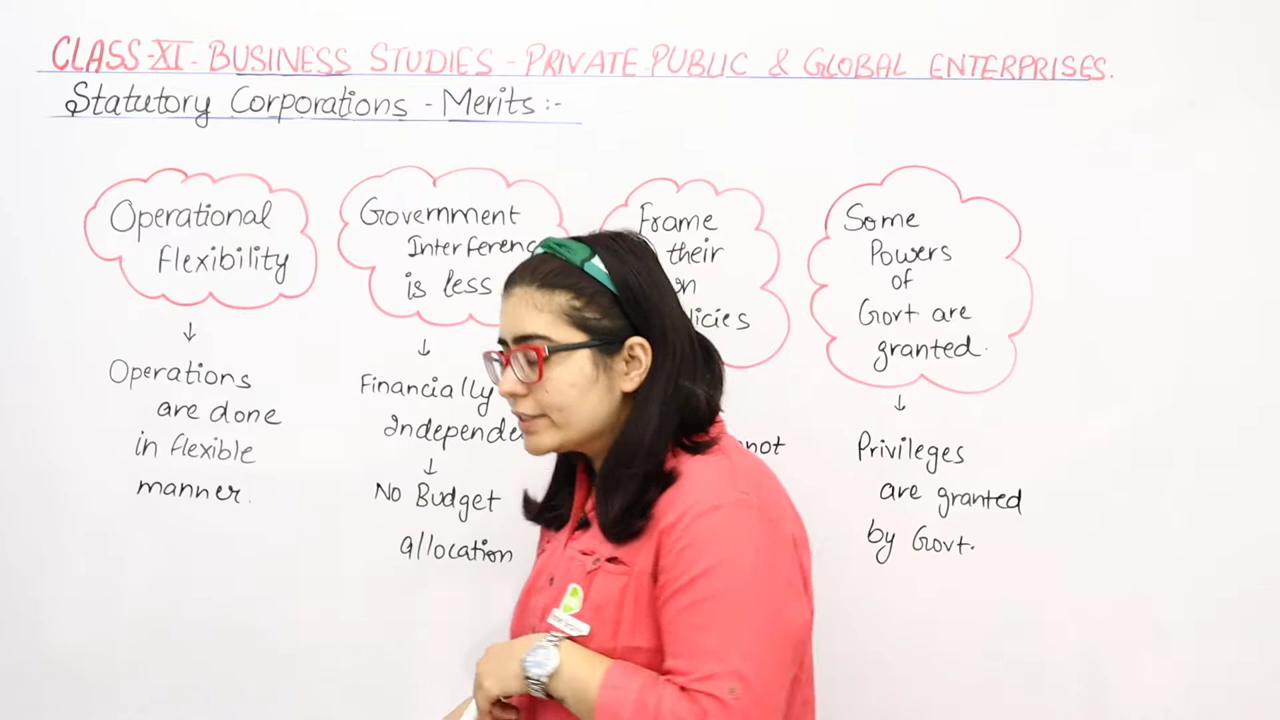 CLASS-XI- BUSINESS STUDIES - PRIVATE PUBLIC & GLOBAL ENTERPRISES.
Statutory Corporations - Merits :-
Operational
Flexibility
↓
Operations
are done
in flexible
manner.
Government
is less
↓
Financially
↓
No Budget
allocation
Frame
their
Some
Powers
of
Govt are
granted.
↓
Privileges
are granted
by Govt.